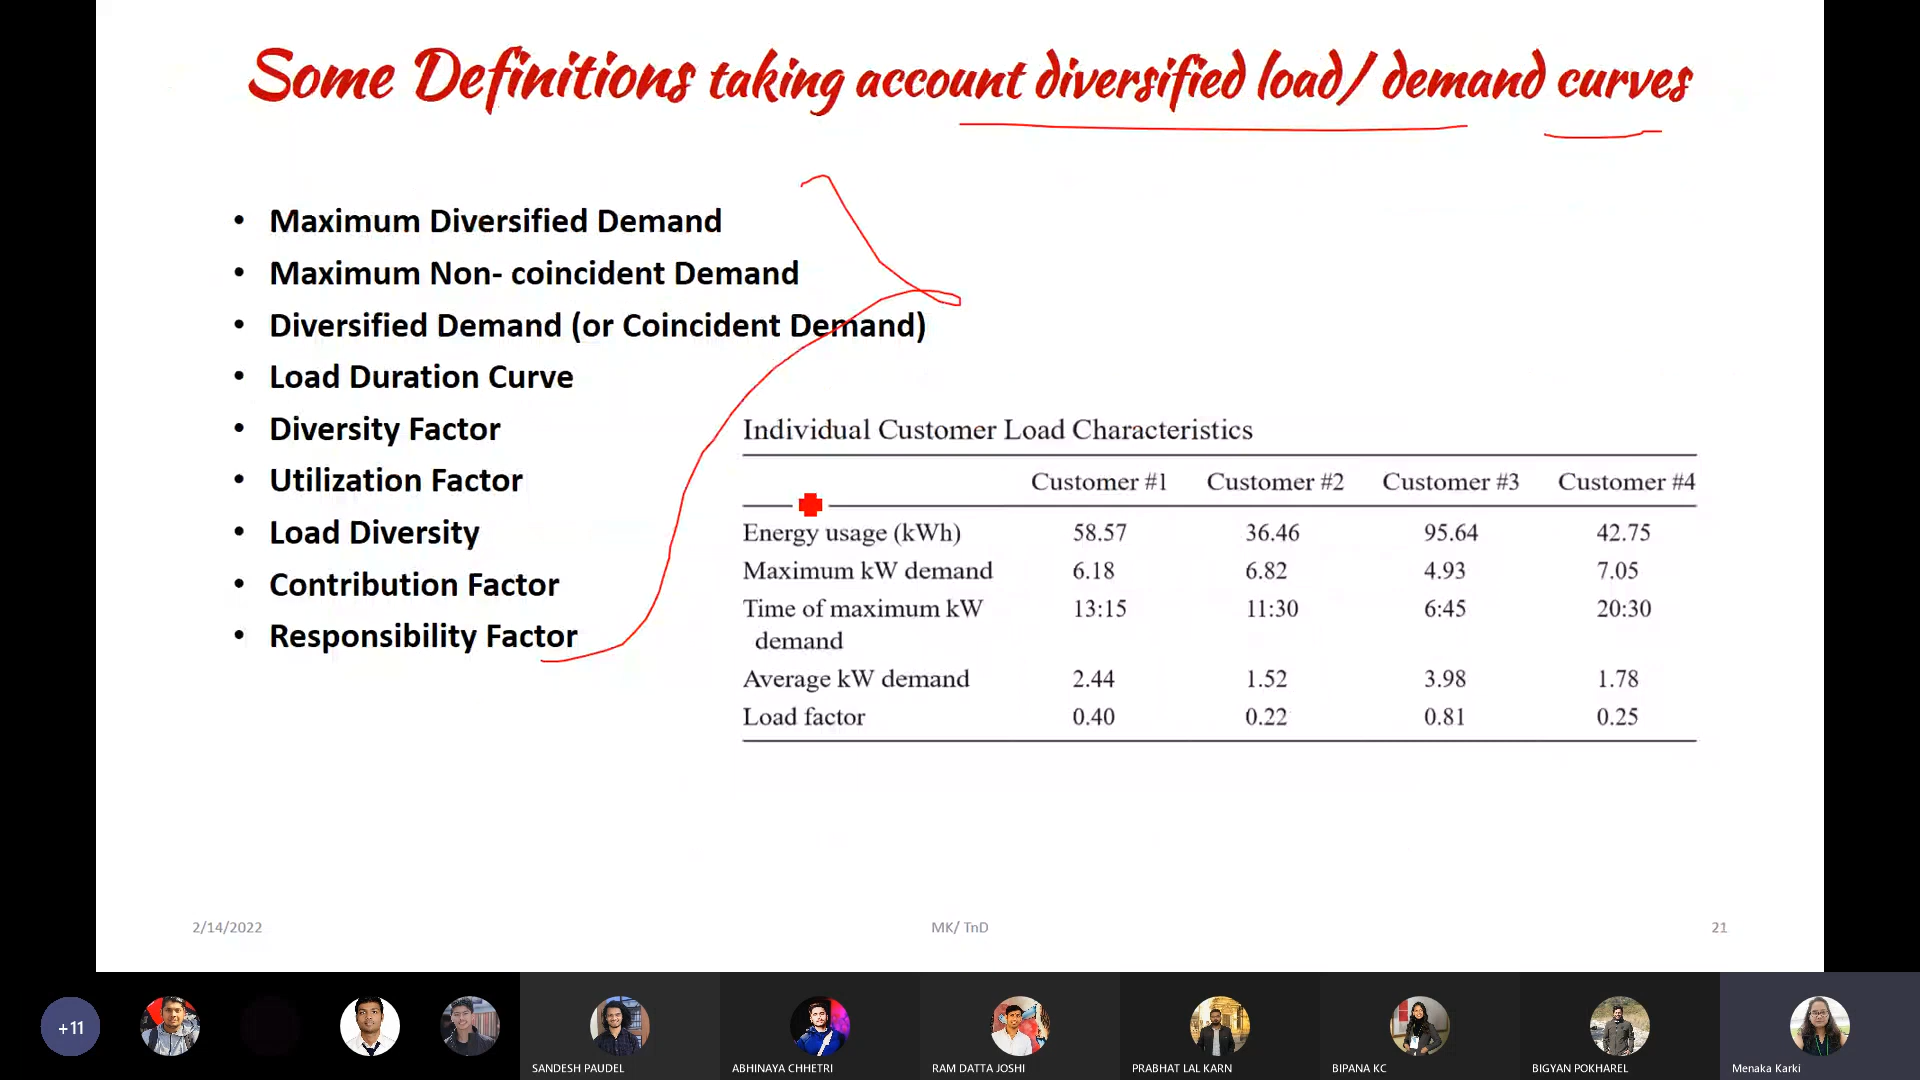 Some Definitions taking account diversified load/ demand curves
• Maximum Diversified Demand
• Maximum Non- coincident Demand
• Diversified Demand (or Coincident Demand)
• Load Duration Curve
• Diversity Factor
• Utilization Factor
• Load Diversity
• Contribution Factor
• Responsibility Factor
Individual Customer Load Characteristics
Customer #1 Customer #2 Customer #3 Customer #4
Energy usage (kWh) 58.57 36.46 95.64 42.75
Maximum kW demand 6.18 6.82 4.93 7.05
Time of maximum kW 13:15 11:30 6:45 20:30
demand
Average kW demand 2.44 1.52 3.98 1.78
Load factor 0.40 0.22 0.81 0.25
2/14/2022 MK/ TnD 21
+11
SANDESH PAUDEL ABHINAYA CHHETRI RAM DATTA JOSHI PRABHAT LAL KARN BIPANA KC BIGYAN POKHAREL Menaka Karki